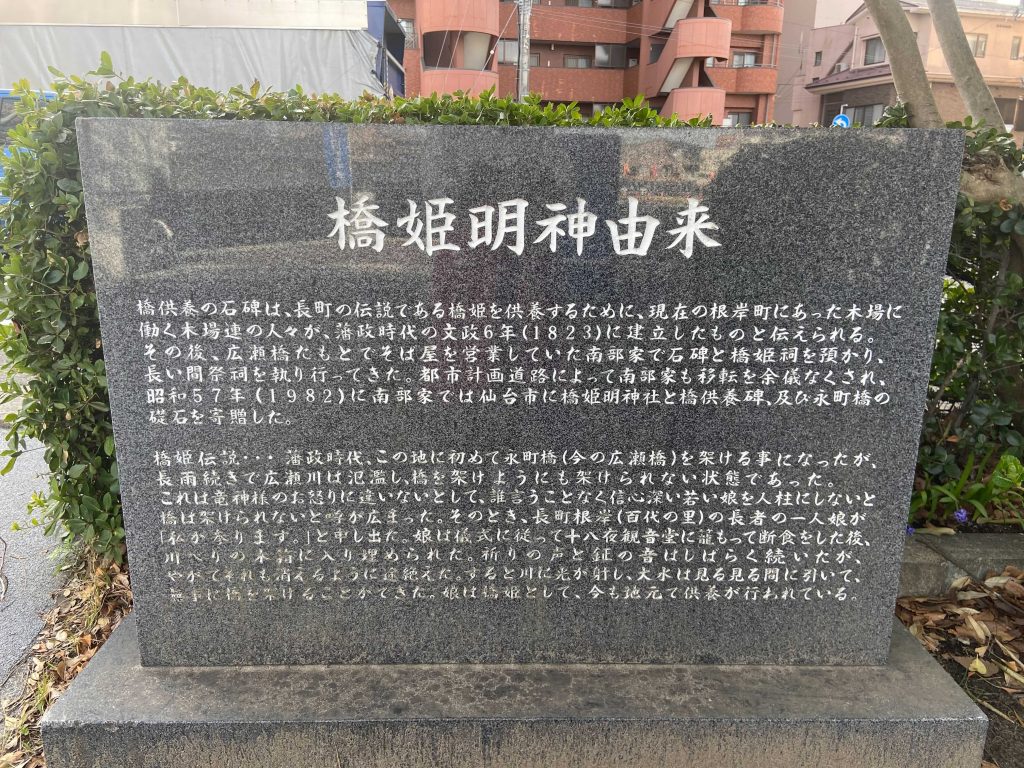 橋姫明神由来
橋供養の石碑は、長町の伝説である橋姫を供養するために、現在の根岸町にあった木場に
働く木場連の人々が、藩政時代の文政6年(1823)に建立したものと伝えられる。
その後、広瀬橋たもとでそば屋を営業していた南部家で石碑と橋姫祠を預かり、
長い間祭祠を執り行ってきた。都市計画道路によって南部家も移転を余儀なくされ、
昭和57年(1982)に南部家では仙台市に橋姫明神社と橋供養碑、及び永町橋の
礎石を寄贈した。
橋姫伝説･･･藩政時代、この地に初めて永町橋(今の広瀬橋)を架ける事になったが、
長雨続きで広瀬川は氾濫し、橋を架けようにも架けられない状態であった。
これは竜神様のお怒りに違いないとして、誰言うことなく信心深い若い娘を人柱にしないと
橋は架けられないと噂が広まった。そのとき、長町根岸(百代の里)の長者の一人娘が
「私が参ります。」と申し出た。娘は儀式に従って十八夜観音堂に籠もって断食をした後、
川べりの木箱に入り埋められた。祈りの声と鉦の音はしばらく続いたが、
やがてそれも消えるように途絶えた。すると川に光が射し、大水は見る見る間に引いて、
無事に橋を架けることができた。娘は橋姫として、今も地元で供養が行われている。